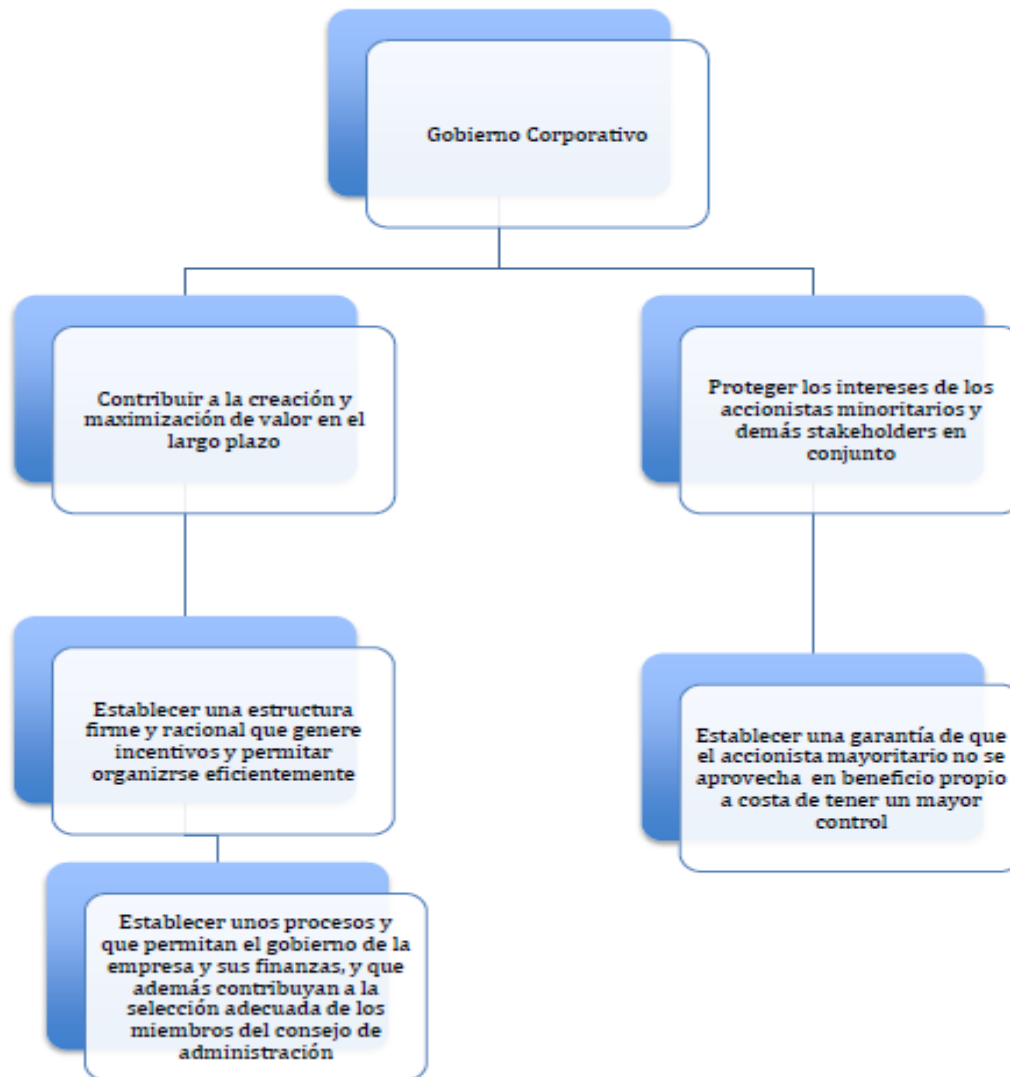 Gobierno Corporativo
Contribuir a la creación y
maximización de valor en el
largo plazo
Proteger los intereses de los
accionistas minoritarios y
demás stakeholders en
conjunto
Establecer una estructura
firme y racional que genere
incentivos y permitar
organizrse eficientemente
Establecer una garantía de que
el accionista mayoritario no se
aprovecha en beneficio propio
a costa de tener un mayor
control
Establecer unos procesos y
que permitan el gobierno de la
empresa y sus finanzas, y que
además contribuyan a la
selección adecuada de los
miembros del consejo de
administración